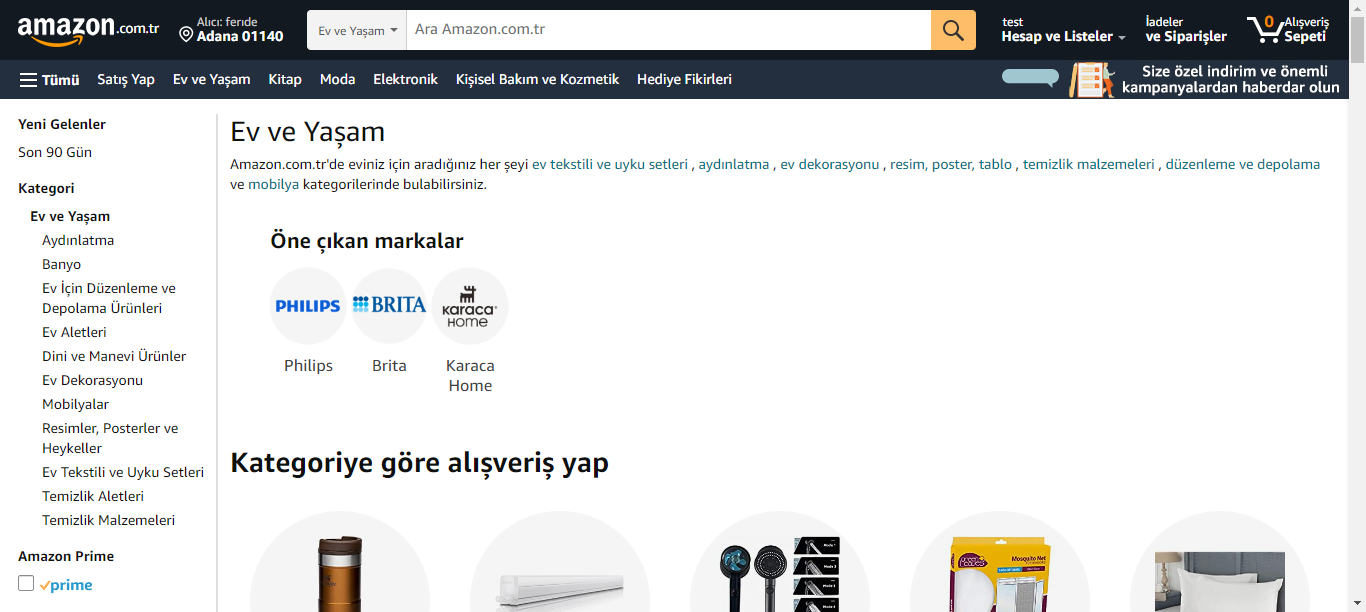 amazon.com.tr
Alıcı: ferıde
Adana 01140
Ev ve Yaşam
Ara Amazon.com.tr
test
Hesap ve Listeler
İadeler
ve Siparişler
0
Alışveriş
Sepeti
Tümü
Satış Yap
Ev ve Yaşam
Kitap
Moda
Elektronik
Kişisel Bakım ve Kozmetik
Hediye Fikirleri
Size özel indirim ve önemli
kampanyalardan haberdar olun
Yeni Gelenler
Son 90 Gün
Kategori
Ev ve Yaşam
Aydınlatma
Banyo
Ev İçin Düzenleme ve
Depolama Ürünleri
Ev Aletleri
Dini ve Manevi Ürünler
Ev Dekorasyonu
Mobilyalar
Resimler, Posterler ve
Heykeller
Ev Tekstili ve Uyku Setleri
Temizlik Aletleri
Temizlik Malzemeleri
Amazon Prime
prime
Ev ve Yaşam
Amazon.com.tr'de eviniz için aradığınız her şeyi ev tekstili ve uyku setleri , aydınlatma , ev dekorasyonu , resim, poster, tablo , temizlik malzemeleri , düzenleme ve depolama
ve mobilya kategorilerinde bulabilirsiniz.
Öne çıkan markalar
PHILIPS
BRITA
karaca
HOME
Philips
Brita
Karaca
Home
Kategoriye göre alışveriş yap
Mosquito Net